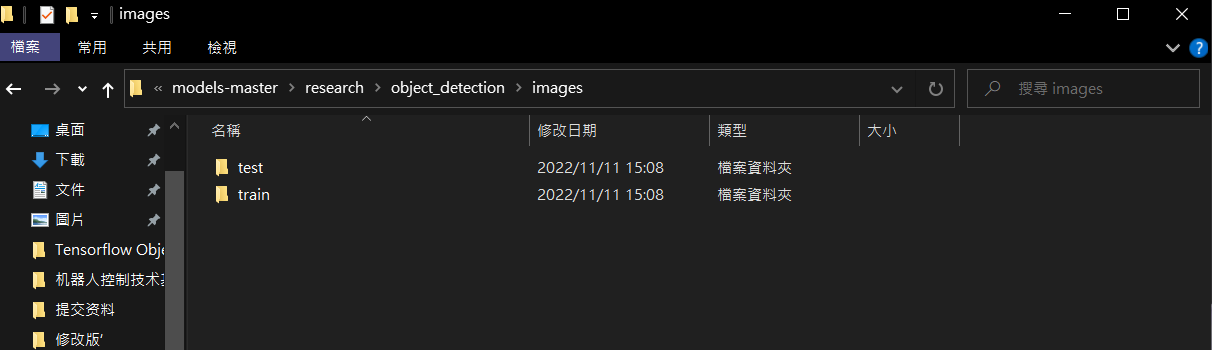 images
檔案 常用 共用 檢視
« models-master > research > object_detection > images
搜尋 images
名稱 修改日期 類型 大小
桌面
下載
文件
圖片
Tensorflow Obje
机器人控制技术基
提交资料
修改版'
test 2022/11/11 15:08 檔案資料夾
train 2022/11/11 15:08 檔案資料夾